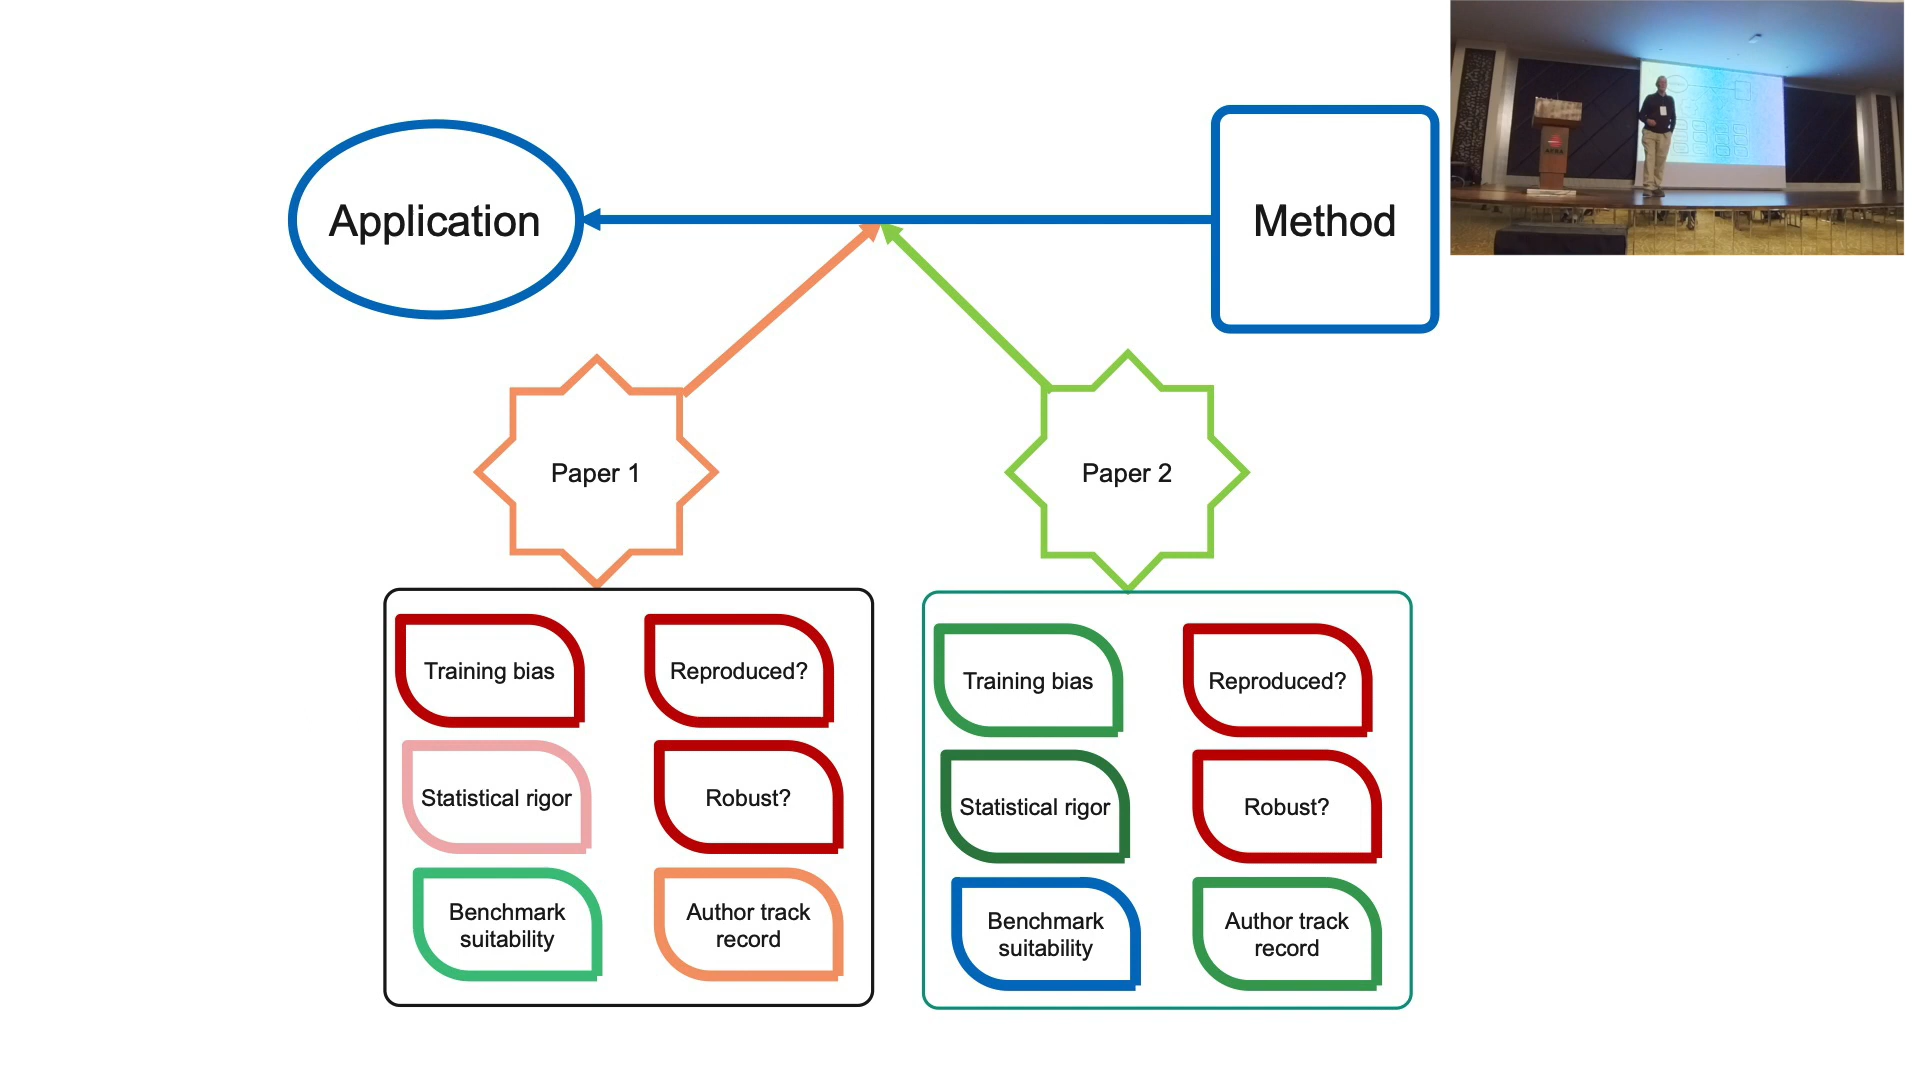 Application
Method
Paper 1
Paper 2
Training bias
Reproduced?
Statistical rigor
Robust?
Benchmark
suitability
Author track
record
Training bias
Reproduced?
Statistical rigor
Robust?
Benchmark
suitability
Author track
record